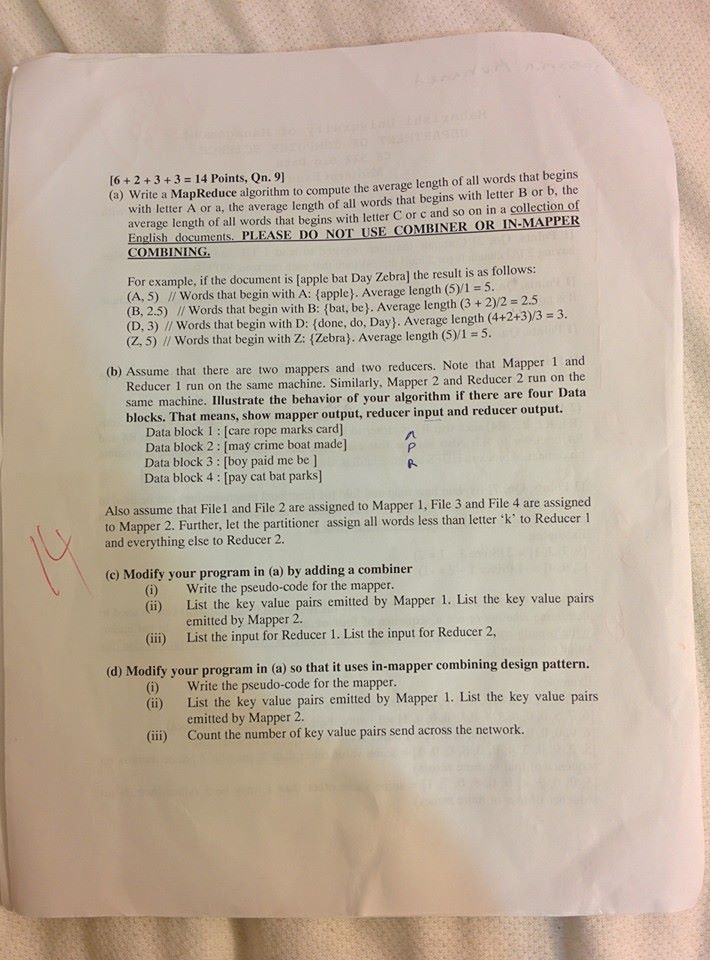 [6 + 2 + 3 + 3 = 14 Points, Qn. 9]
(a) Write a MapReduce algorithm to compute the average length of all words that begins
with letter A or a, the average length of all words that begins with letter B or b, the
average length of all words that begins with letter C or c and so on in a collection of
English documents. PLEASE DO NOT USE COMBINER OR IN-MAPPER
COMBINING.
For example, if the document is [apple bat Day Zebra] the result is as follows:
(A, 5) // Words that begin with A: {apple}. Average length (5)/1 = 5.
(B, 2.5) // Words that begin with B: {bat, be}. Average length (3 + 2)/2 = 2.5
(D, 3) // Words that begin with D: {done, do, Day}. Average length (4+2+3)/3 = 3.
(Z, 5) // Words that begin with Z: {Zebra}. Average length (5)/1 = 5.
(b) Assume that there are two mappers and two reducers. Note that Mapper 1 and
Reducer 1 run on the same machine. Similarly, Mapper 2 and Reducer 2 run on the
same machine. Illustrate the behavior of your algorithm if there are four Data
blocks. That means, show mapper output, reducer input and reducer output.
Data block 1 : [care rope marks card]
Data block 2 : [may crime boat made]
P
Data block 3 : [boy paid me be ]
R
Data block 4 : [pay cat bat parks]
Also assume that File1 and File 2 are assigned to Mapper 1, File 3 and File 4 are assigned
to Mapper 2. Further, let the partitioner assign all words less than letter ‘k’ to Reducer 1
and everything else to Reducer 2.
14
(c) Modify your program in (a) by adding a combiner
(i) Write the pseudo-code for the mapper.
(ii) List the key value pairs emitted by Mapper 1. List the key value pairs
emitted by Mapper 2.
(iii) List the input for Reducer 1. List the input for Reducer 2,
(d) Modify your program in (a) so that it uses in-mapper combining design pattern.
(i) Write the pseudo-code for the mapper.
(ii) List the key value pairs emitted by Mapper 1. List the key value pairs
emitted by Mapper 2.
(iii) Count the number of key value pairs send across the network.